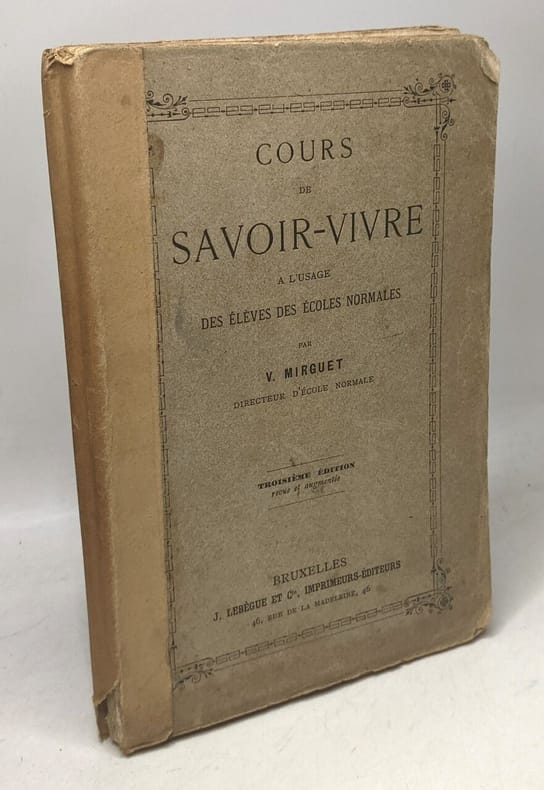 COURS
DE
SAVOIR-VIVRE
A L'USAGE
DES ÉLÈVES DES ÉCOLES NORMALES
PAR
V. MIRGUET
DIRECTEUR D'ÉCOLE NORMALE
TROISIÈME ÉDITION
revue et augmentée
BRUXELLES
J. LEBÈGUE ET Cie, IMPRIMEURS-ÉDITEURS
46, RUE DE LA MADELEINE, 46